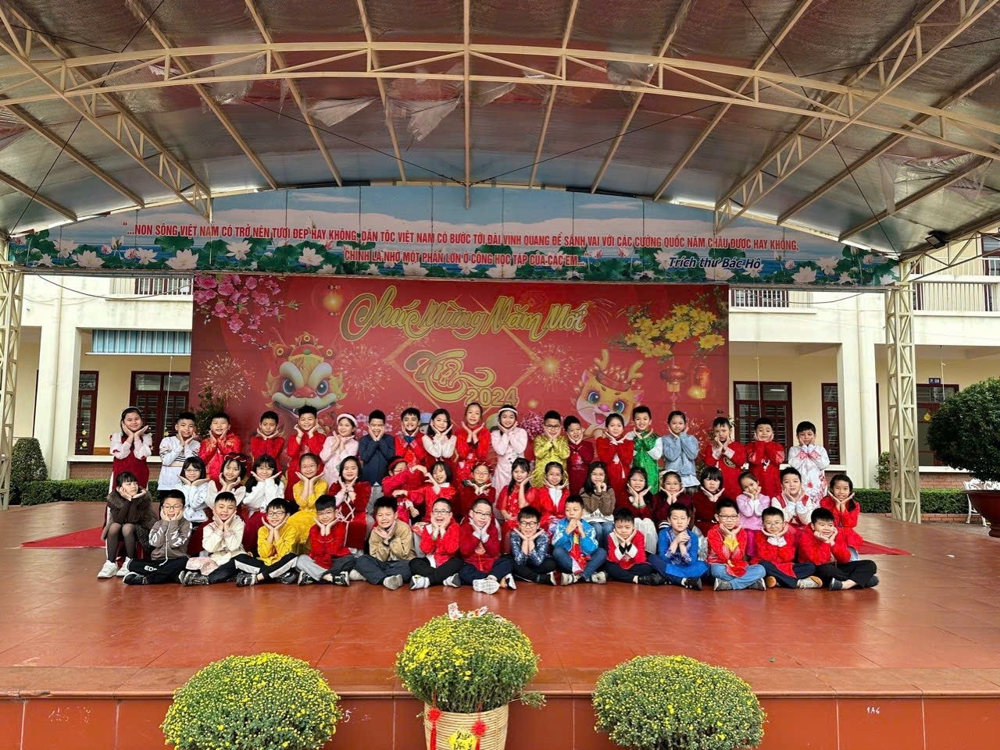 "...NON SÔNG VIỆT NAM CÓ TRỞ NÊN TƯƠI ĐẸP HAY KHÔNG, DÂN TỘC VIỆT NAM CÓ BƯỚC TỚI ĐÀI VINH QUANG ĐỂ SÁNH VAI VỚI CÁC CƯỜNG QUỐC NĂM CHÂU ĐƯỢC HAY KHÔNG,
CHÍNH LÀ NHỜ MỘT PHẦN LỚN Ở CÔNG HỌC TẬP CỦA CÁC EM...
Trích thư Bác Hồ
Chúc Mừng Năm Mới
2024
P. 08
1A6